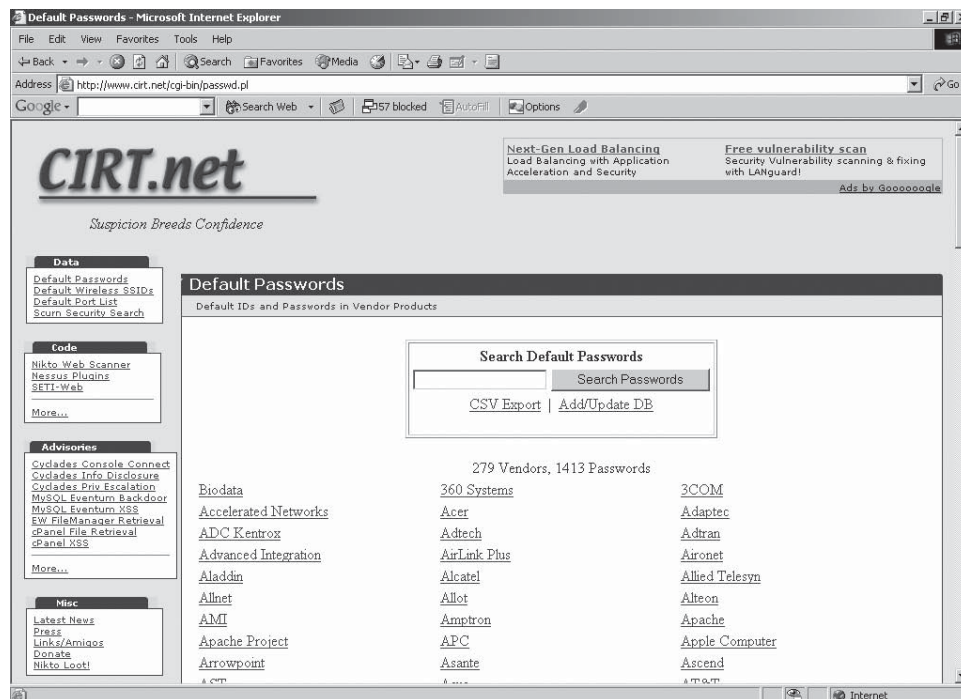 Default Passwords - Microsoft Internet Explorer
File Edit View Favorites Tools Help
Back Search Favorites Media
Address http://www.cirt.net/cgi-bin/passwd.pl Go
Google Search Web 57 blocked AutoFill Options
CIRT.net
Suspicion Breeds Confidence
Next-Gen Load Balancing
Load Balancing with Application
Acceleration and Security
Free vulnerability scan
Security Vulnerability scanning & fixing
with LANguard!
Ads by Goooooogle
Data
Default Passwords
Default Wireless SSIDs
Default Port List
Scurn Security Search
Code
Nikto Web Scanner
Nessus Plugins
SETI-Web
More...
Advisories
Cyclades Console Connect
Cyclades Info Disclosure
Cyclades Priv Escalation
MySQL Eventum Backdoor
MySQL Eventum XSS
EW FileManager Retrieval
cPanel File Retrieval
cPanel XSS
More...
Misc
Latest News
Press
Links/Amigos
Donate
Nikto Loot!
Default Passwords
Default IDs and Passwords in Vendor Products
Search Default Passwords
Search Passwords
CSV Export | Add/Update DB
279 Vendors, 1413 Passwords
Biodata 360 Systems 3COM
Accelerated Networks Acer Adaptec
ADC Kentrox Adtech Adtran
Advanced Integration AirLink Plus Aironet
Aladdin Alcatel Allied Telesyn
Allnet Allot Alteon
AMI Amptron Apache
Apache Project APC Apple Computer
Arrowpoint Asante Ascend
AST AT&T
Internet